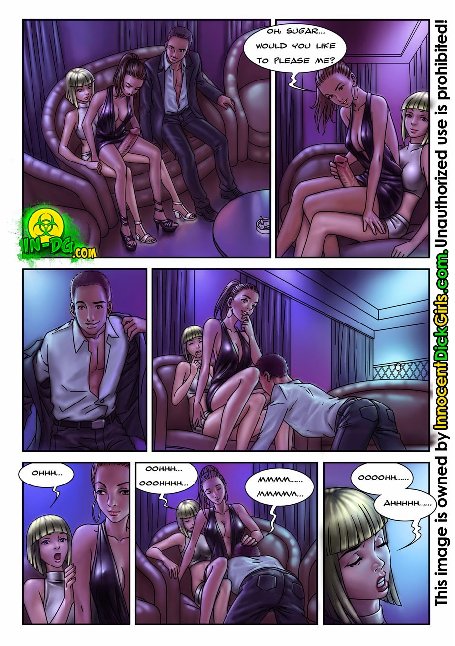 OH, SUGAR...
WOULD YOU LIKE
TO PLEASE ME?
IN-DG.COM
OHHH...
OOHHH...
OOOHHHH...
MMMM......
MMMMM...
OOOOHH......
AHHHHH......
This image is owned by InnocentDickGirls.com. Unauthorized use is prohibited!